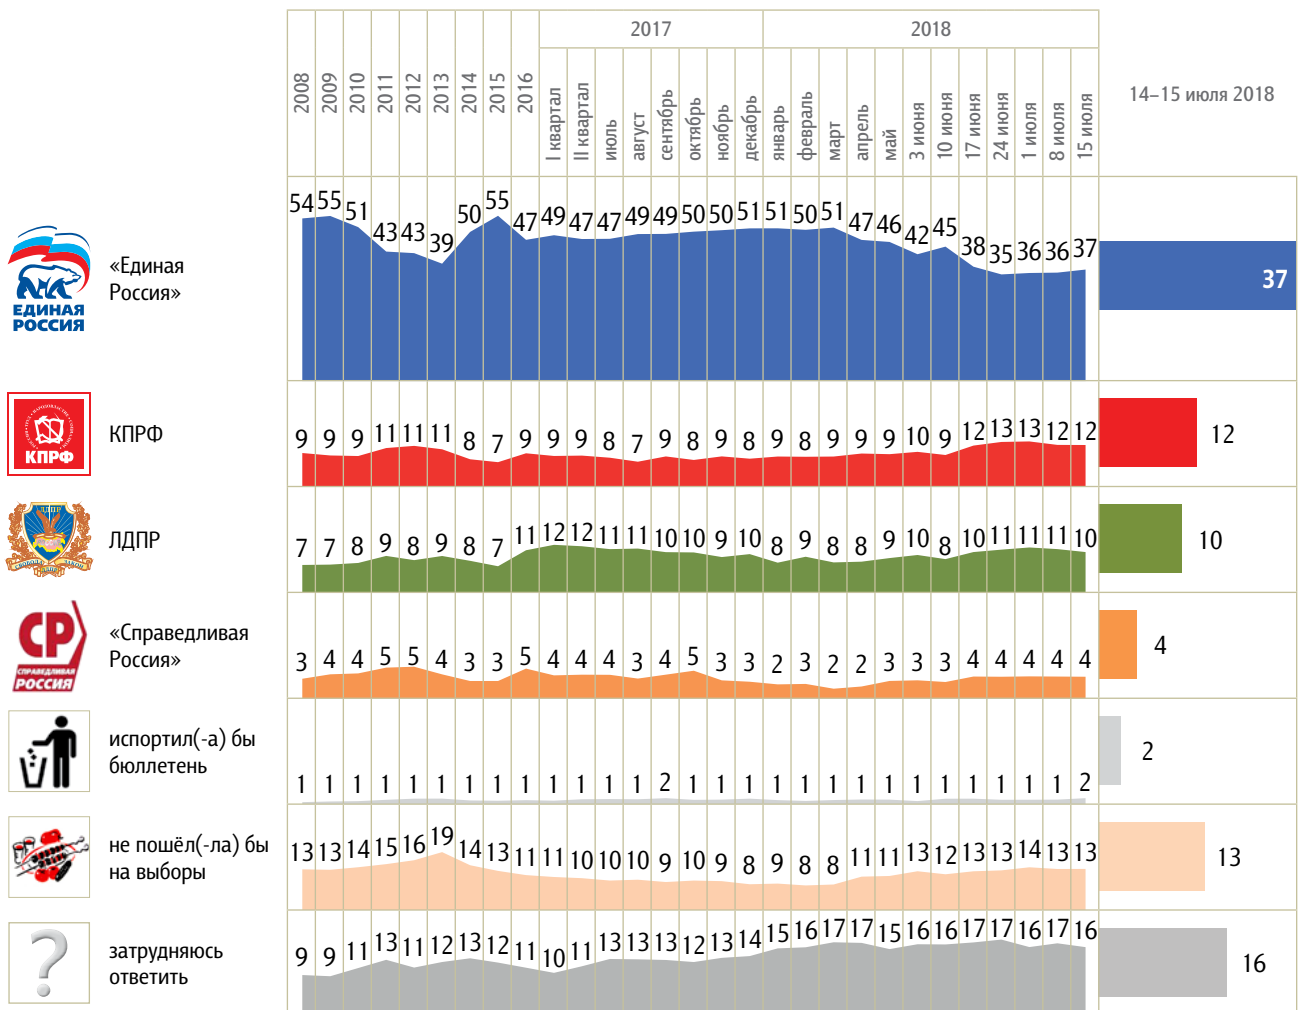 2017 2018
2008 2009 2010 2011 2012 2013 2014 2015 2016 I квартал II квартал июль август сентябрь октябрь ноябрь декабрь январь февраль март апрель май 3 июня 10 июня 17 июня 24 июня 1 июля 8 июля 15 июля
14–15 июля 2018
54 55 51 43 43 39 50 55 47 49 47 47 49 49 50 50 51 51 50 51 47 46 42 45 38 35 36 36 37
ЕДИНАЯ
РОССИЯ
«Единая
Россия»
37
9 9 9 11 11 11 8 7 9 9 9 8 7 9 8 9 8 9 8 9 9 9 10 9 12 13 13 12 12
КПРФ
КПРФ
12
7 7 8 9 8 9 8 7 11 12 12 11 11 10 10 9 10 8 9 8 8 9 10 8 10 11 11 11 10
ЛДПР
ЛДПР
10
3 4 4 5 5 4 3 3 5 4 4 4 3 4 5 3 3 2 3 2 2 3 3 3 4 4 4 4 4
СР
СПРАВЕДЛИВАЯ
РОССИЯ
«Справедливая
Россия»
4
испортил(-а) бы
бюллетень
1 1 1 1 1 1 1 1 1 1 1 1 1 2 1 1 1 1 1 1 1 1 1 1 1 1 1 1 2
2
не пошёл(-ла) бы
на выборы
13 13 14 15 16 19 14 13 11 11 10 10 10 9 10 9 8 9 8 8 11 11 13 12 13 13 14 13 13
13
затрудняюсь
ответить
9 9 11 13 11 12 13 12 11 10 11 13 13 13 12 13 14 15 16 17 17 15 16 16 17 17 16 17 16
16